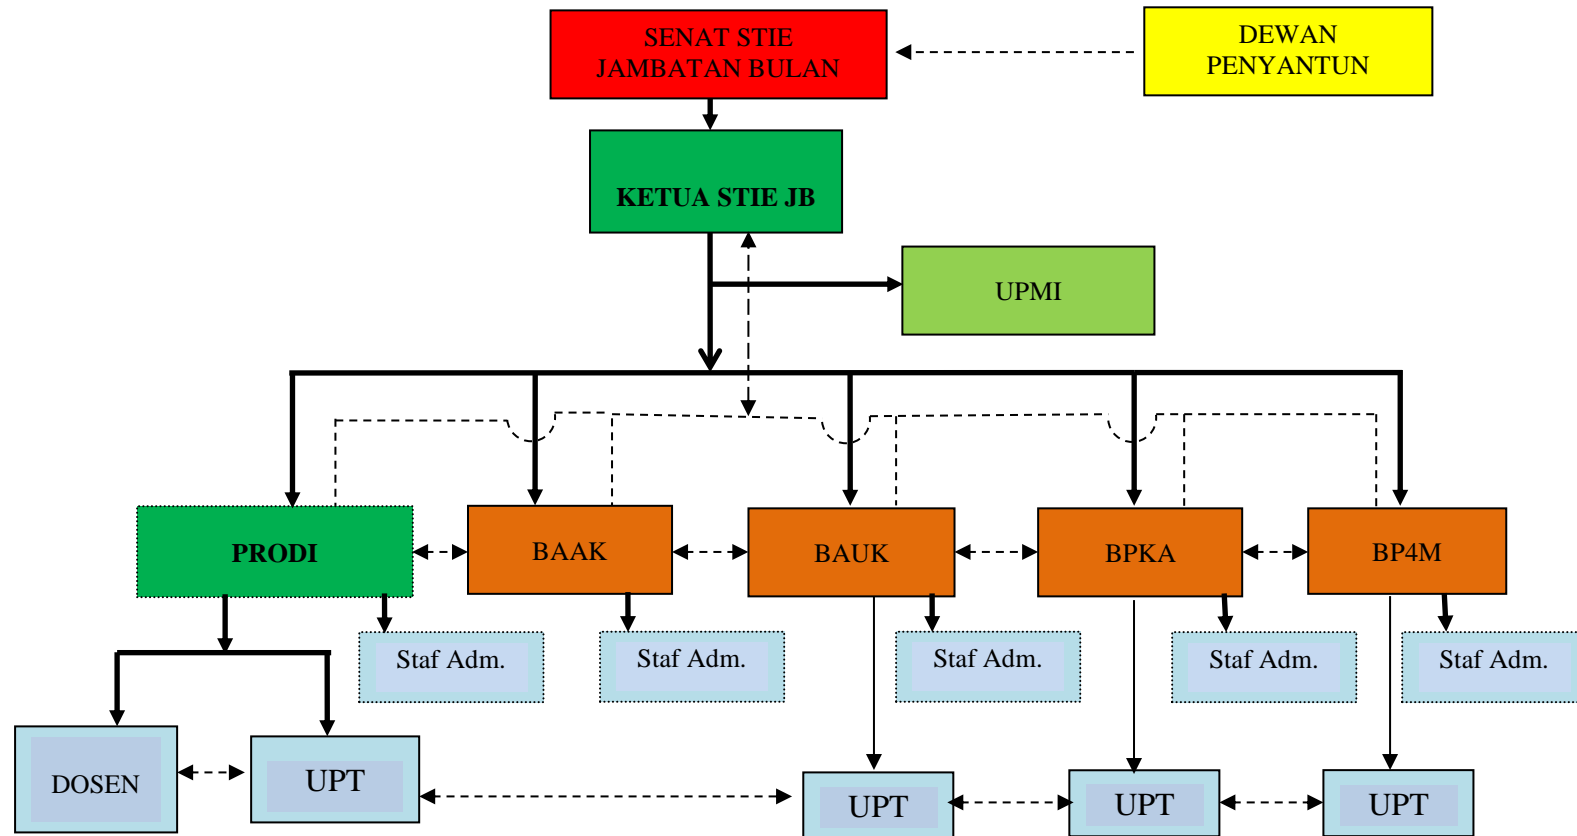 SENAT STIE
JAMBATAN BULAN
DEWAN
PENYANTUN
KETUA STIE JB
UPMI
PRODI
BAAK
BAUK
BPKA
BP4M
Staf Adm.
Staf Adm.
Staf Adm.
Staf Adm.
Staf Adm.
DOSEN
UPT
UPT
UPT
UPT